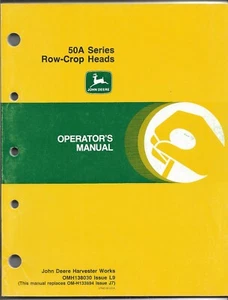 50A Series
Row-Crop Heads
JOHN DEERE
OPERATOR'S
MANUAL
John Deere Harvester Works
OMH138030 Issue L9
(This manual replaces OM-H133694 Issue J7)